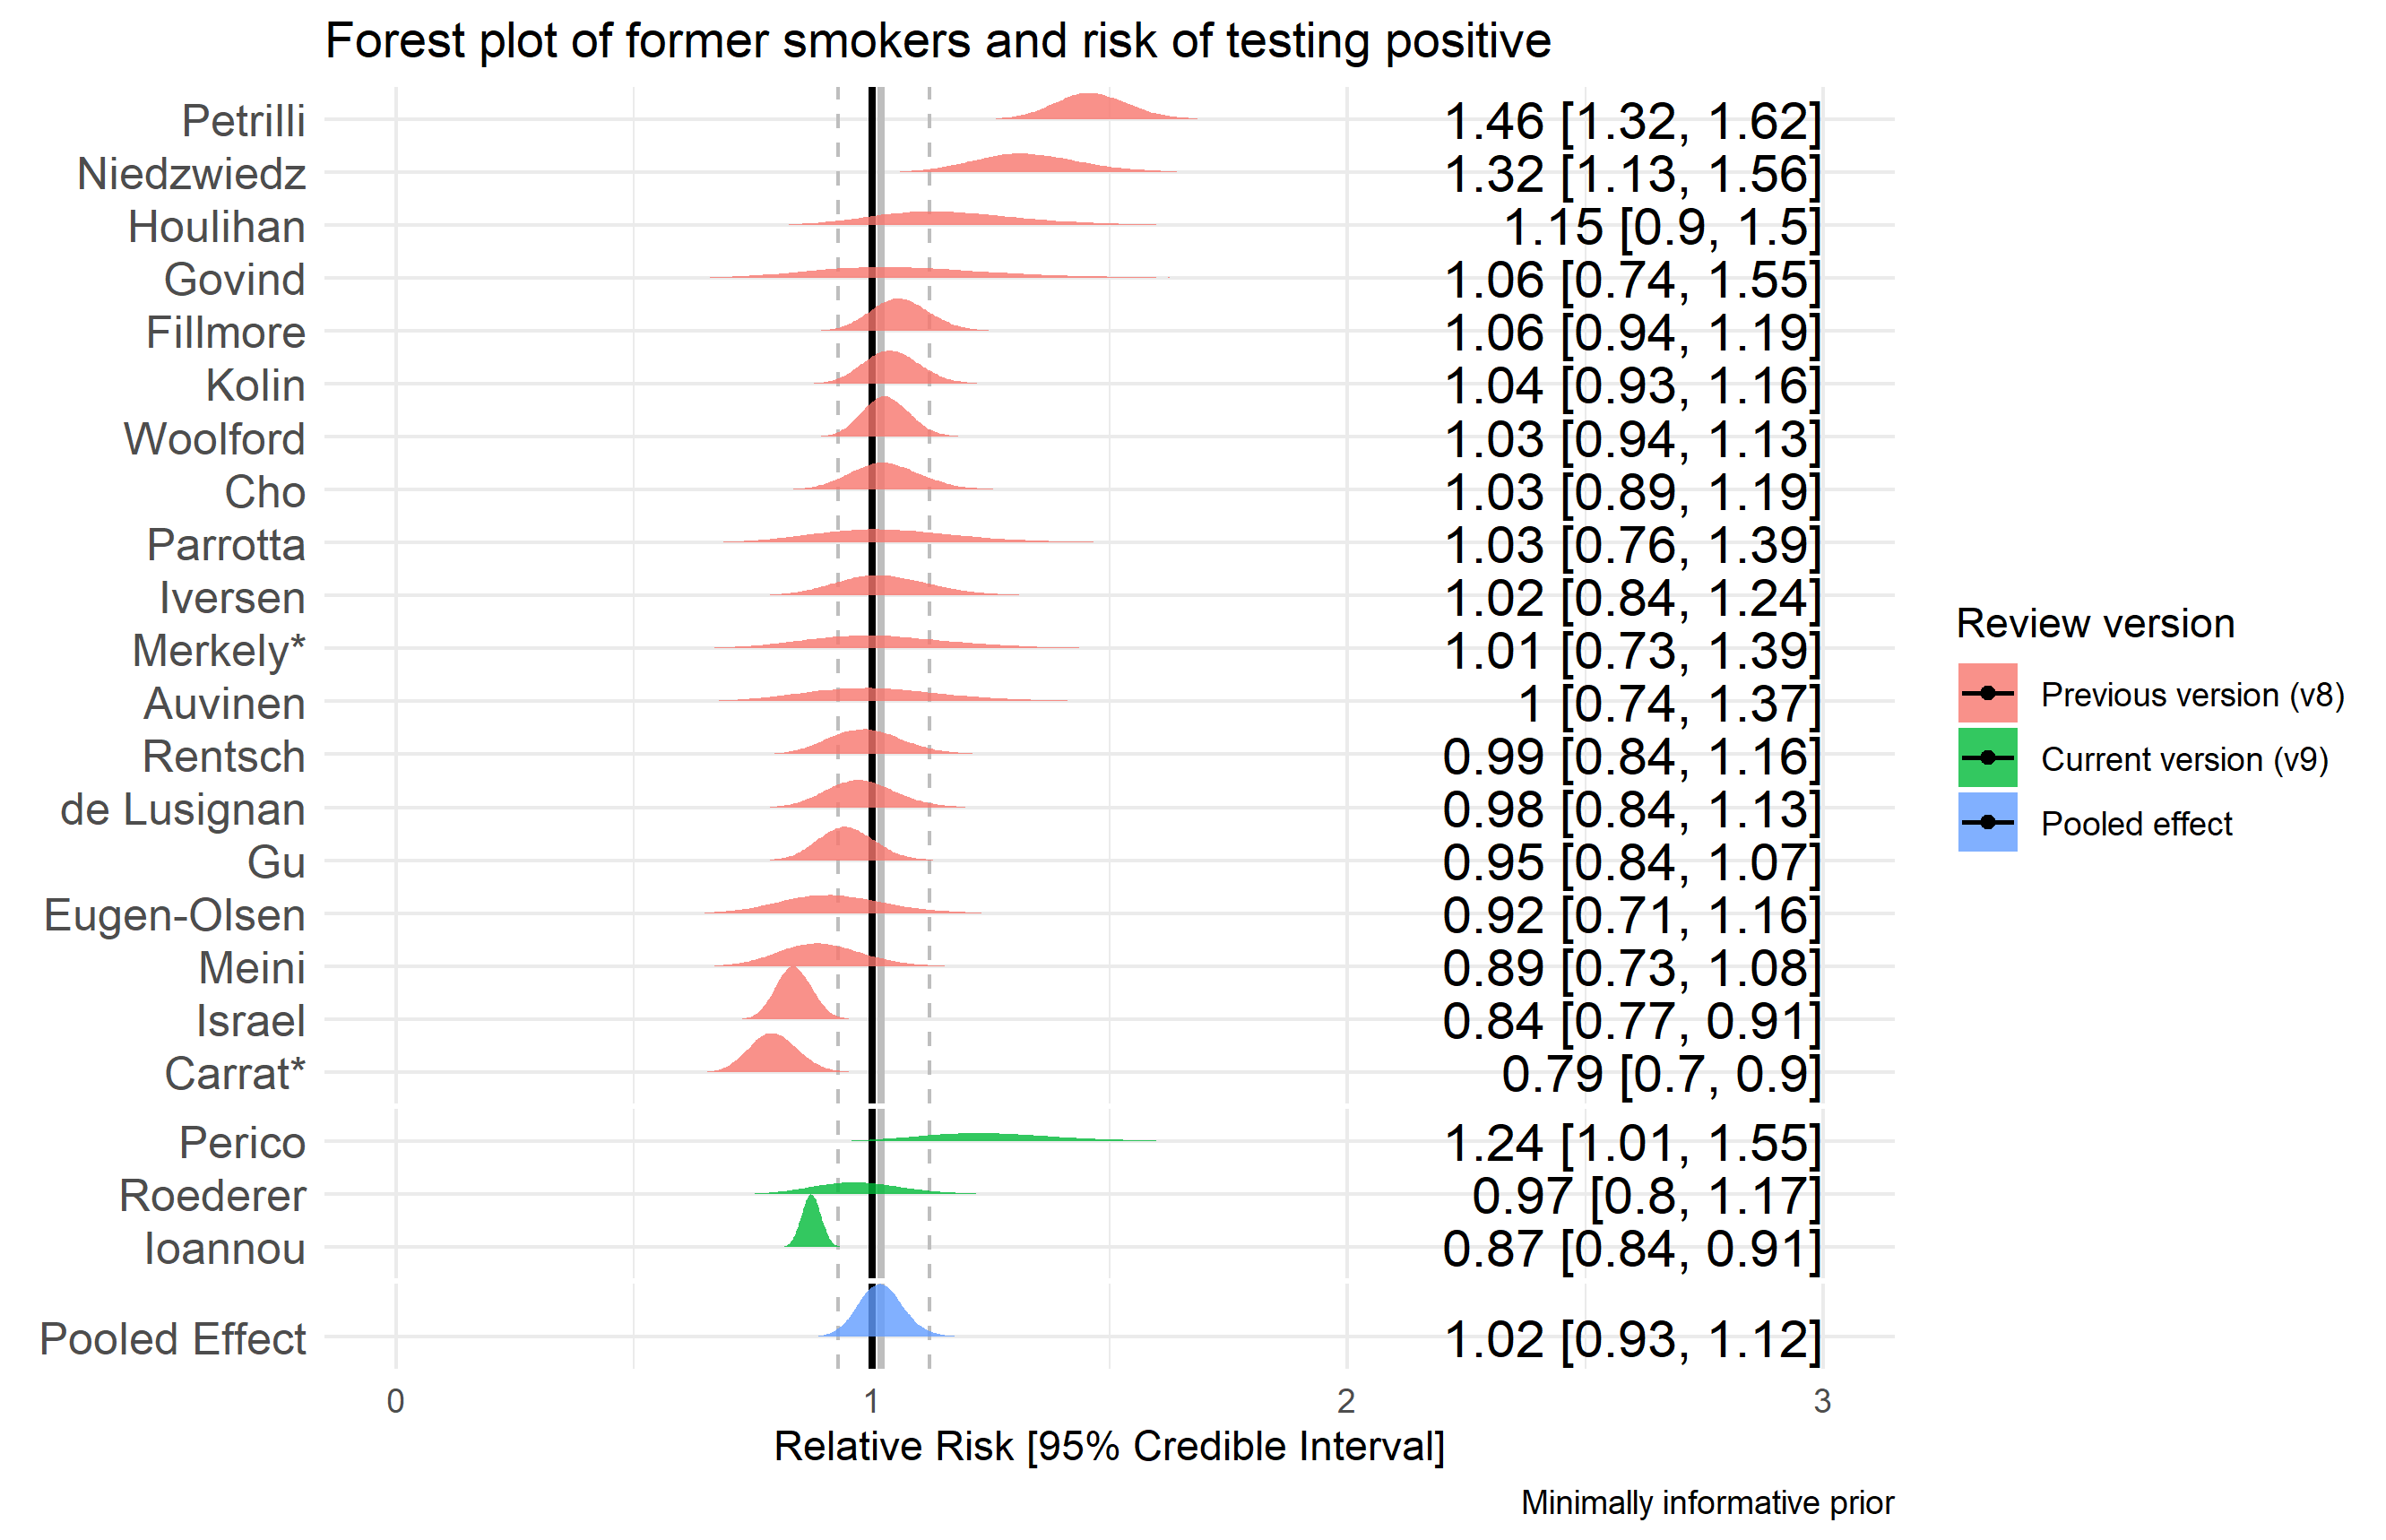 Forest plot of former smokers and risk of testing positive
Petrilli 1.46 [1.32, 1.62]
Niedzwiedz 1.32 [1.13, 1.56]
Houlihan 1.15 [0.9, 1.5]
Govind 1.06 [0.74, 1.55]
Fillmore 1.06 [0.94, 1.19]
Kolin 1.04 [0.93, 1.16]
Woolford 1.03 [0.94, 1.13]
Cho 1.03 [0.89, 1.19]
Parrotta 1.03 [0.76, 1.39]
Iversen 1.02 [0.84, 1.24]
Merkely* 1.01 [0.73, 1.39]
Auvinen 1 [0.74, 1.37]
Rentsch 0.99 [0.84, 1.16]
de Lusignan 0.98 [0.84, 1.13]
Gu 0.95 [0.84, 1.07]
Eugen-Olsen 0.92 [0.71, 1.16]
Meini 0.89 [0.73, 1.08]
Israel 0.84 [0.77, 0.91]
Carrat* 0.79 [0.7, 0.9]
Perico 1.24 [1.01, 1.55]
Roederer 0.97 [0.8, 1.17]
Ioannou 0.87 [0.84, 0.91]
Pooled Effect 1.02 [0.93, 1.12]
0 1 2 3
Relative Risk [95% Credible Interval]
Minimally informative prior
Review version
Previous version (v8)
Current version (v9)
Pooled effect